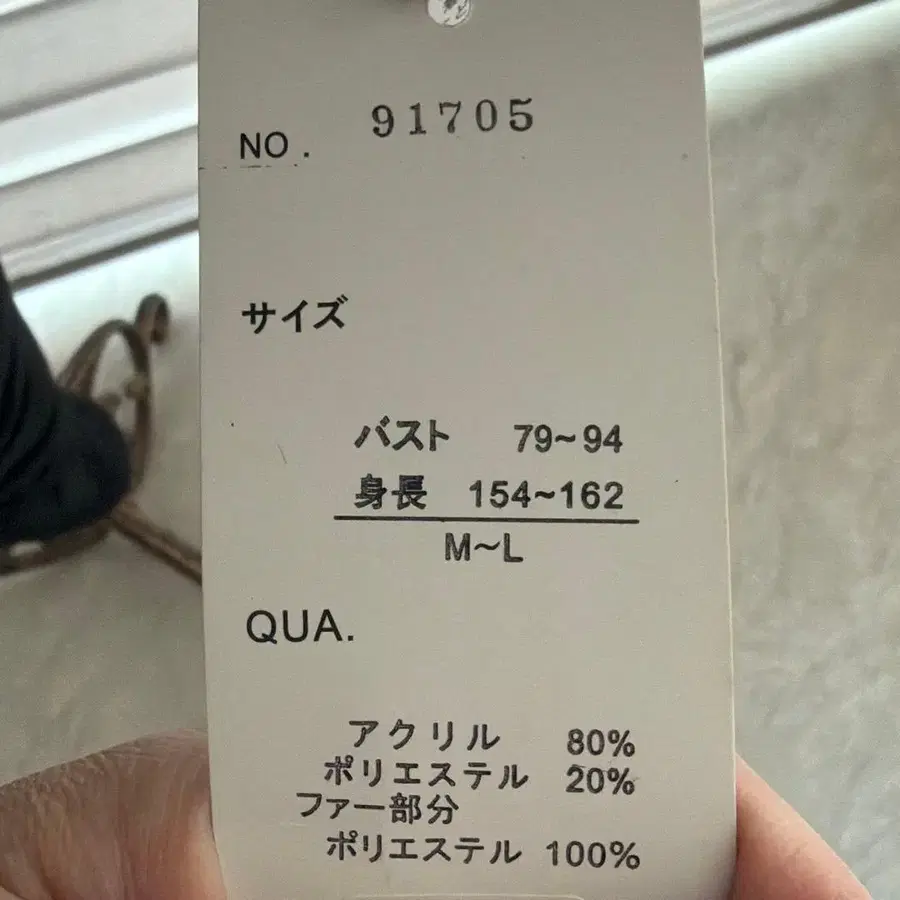 NO. 91705
サイズ
バスト 79~94
身長 154~162
M~L
QUA.
アクリル 80%
ポリエステル 20%
ファー部分
ポリエステル 100%